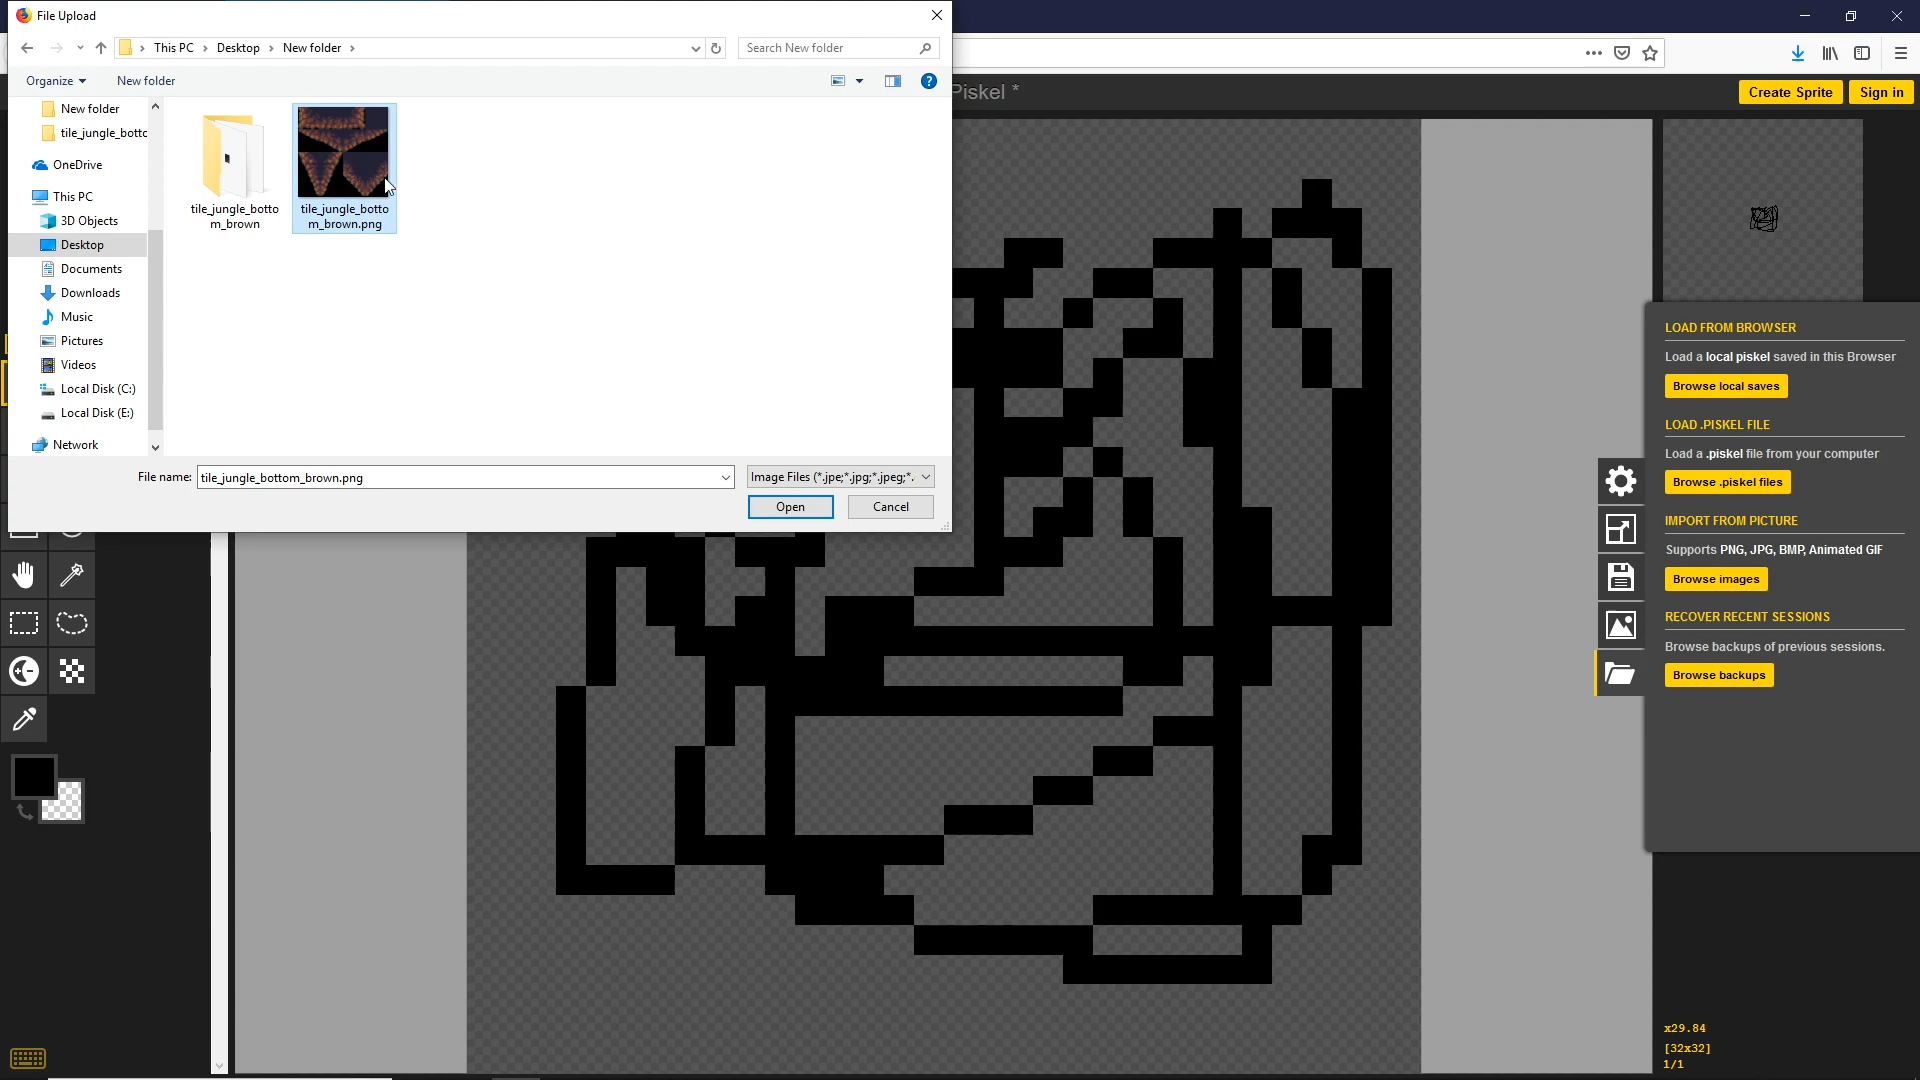 File Upload
This PC
Desktop
New folder
Search New folder
Organize
New folder
New folder
tile_jungle_botto
OneDrive
This PC
3D Objects
Desktop
Documents
Downloads
Music
Pictures
Videos
Local Disk (C:)
Local Disk (E:)
Network
tile_jungle_botto
m_brown
tile_jungle_botto
m_brown.png
File name:
tile_jungle_bottom_brown.png
Image Files (*.jpe;*.jpg;*.jpeg;*.
Open
Cancel
Piskel *
Create Sprite
Sign in
LOAD FROM BROWSER
Load a local piskel saved in this Browser
Browse local saves
LOAD .PISKEL FILE
Load a .piskel file from your computer
Browse .piskel files
IMPORT FROM PICTURE
Supports PNG, JPG, BMP, Animated GIF
Browse images
RECOVER RECENT SESSIONS
Browse backups of previous sessions.
Browse backups
x29.84
[32x32]
1/1